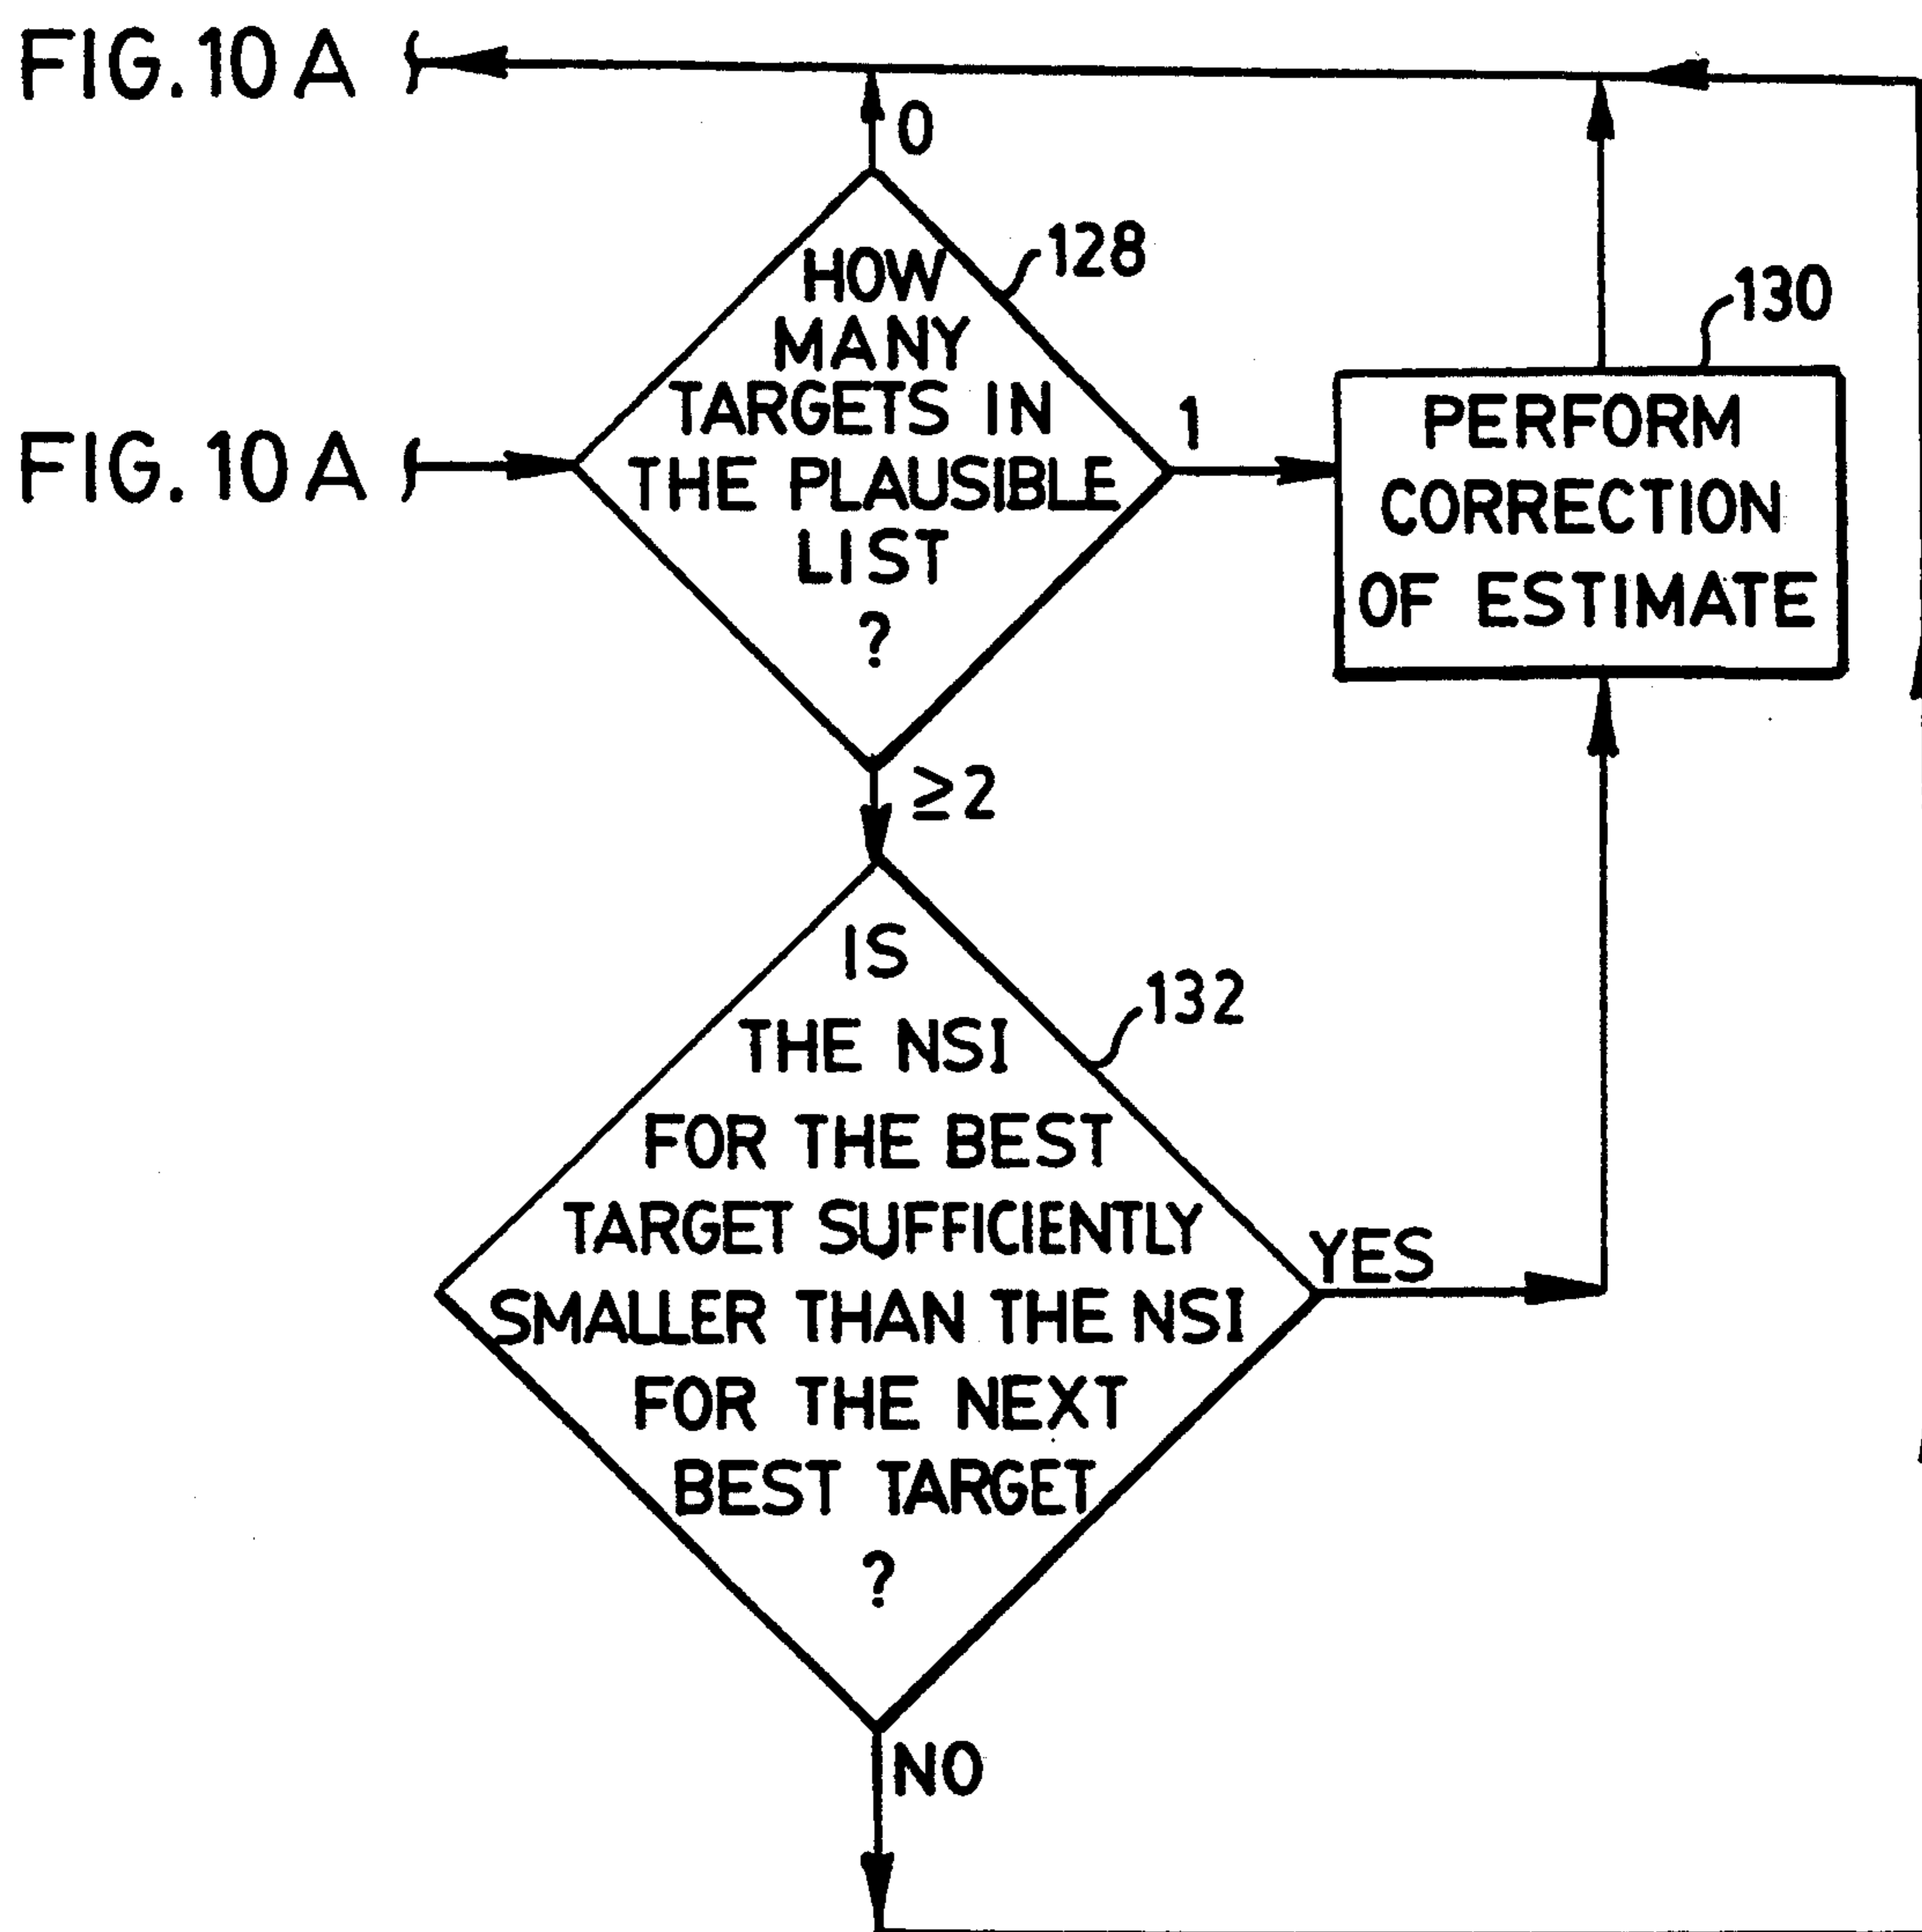 FIG.10A
0
HOW
MANY
TARGETS IN
THE PLAUSIBLE
LIST
?
128
FIG.10A
1
130
PERFORM
CORRECTION
OF ESTIMATE
≥2
IS
THE NSI
FOR THE BEST
TARGET SUFFICIENTLY
SMALLER THAN THE NSI
FOR THE NEXT
BEST TARGET
?
132
YES
NO